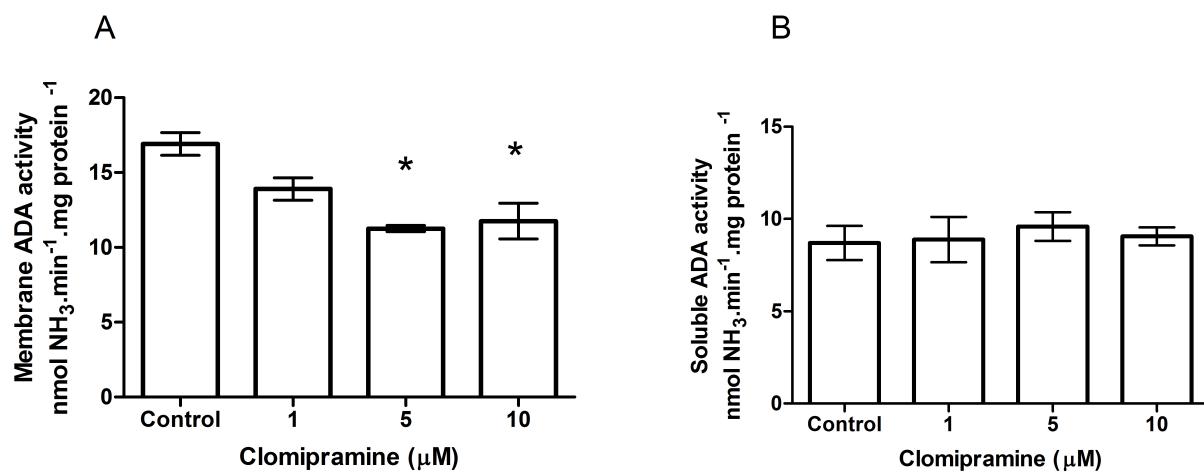 A
Membrane ADA activity
nmol NH₃.min⁻¹.mg protein ⁻¹
20
15
10
5
0
*
*
Control 1 5 10
Clomipramine (μM)
B
Soluble ADA activity
nmol NH₃.min⁻¹.mg protein ⁻¹
15
10
5
0
Control 1 5 10
Clomipramine (μM)